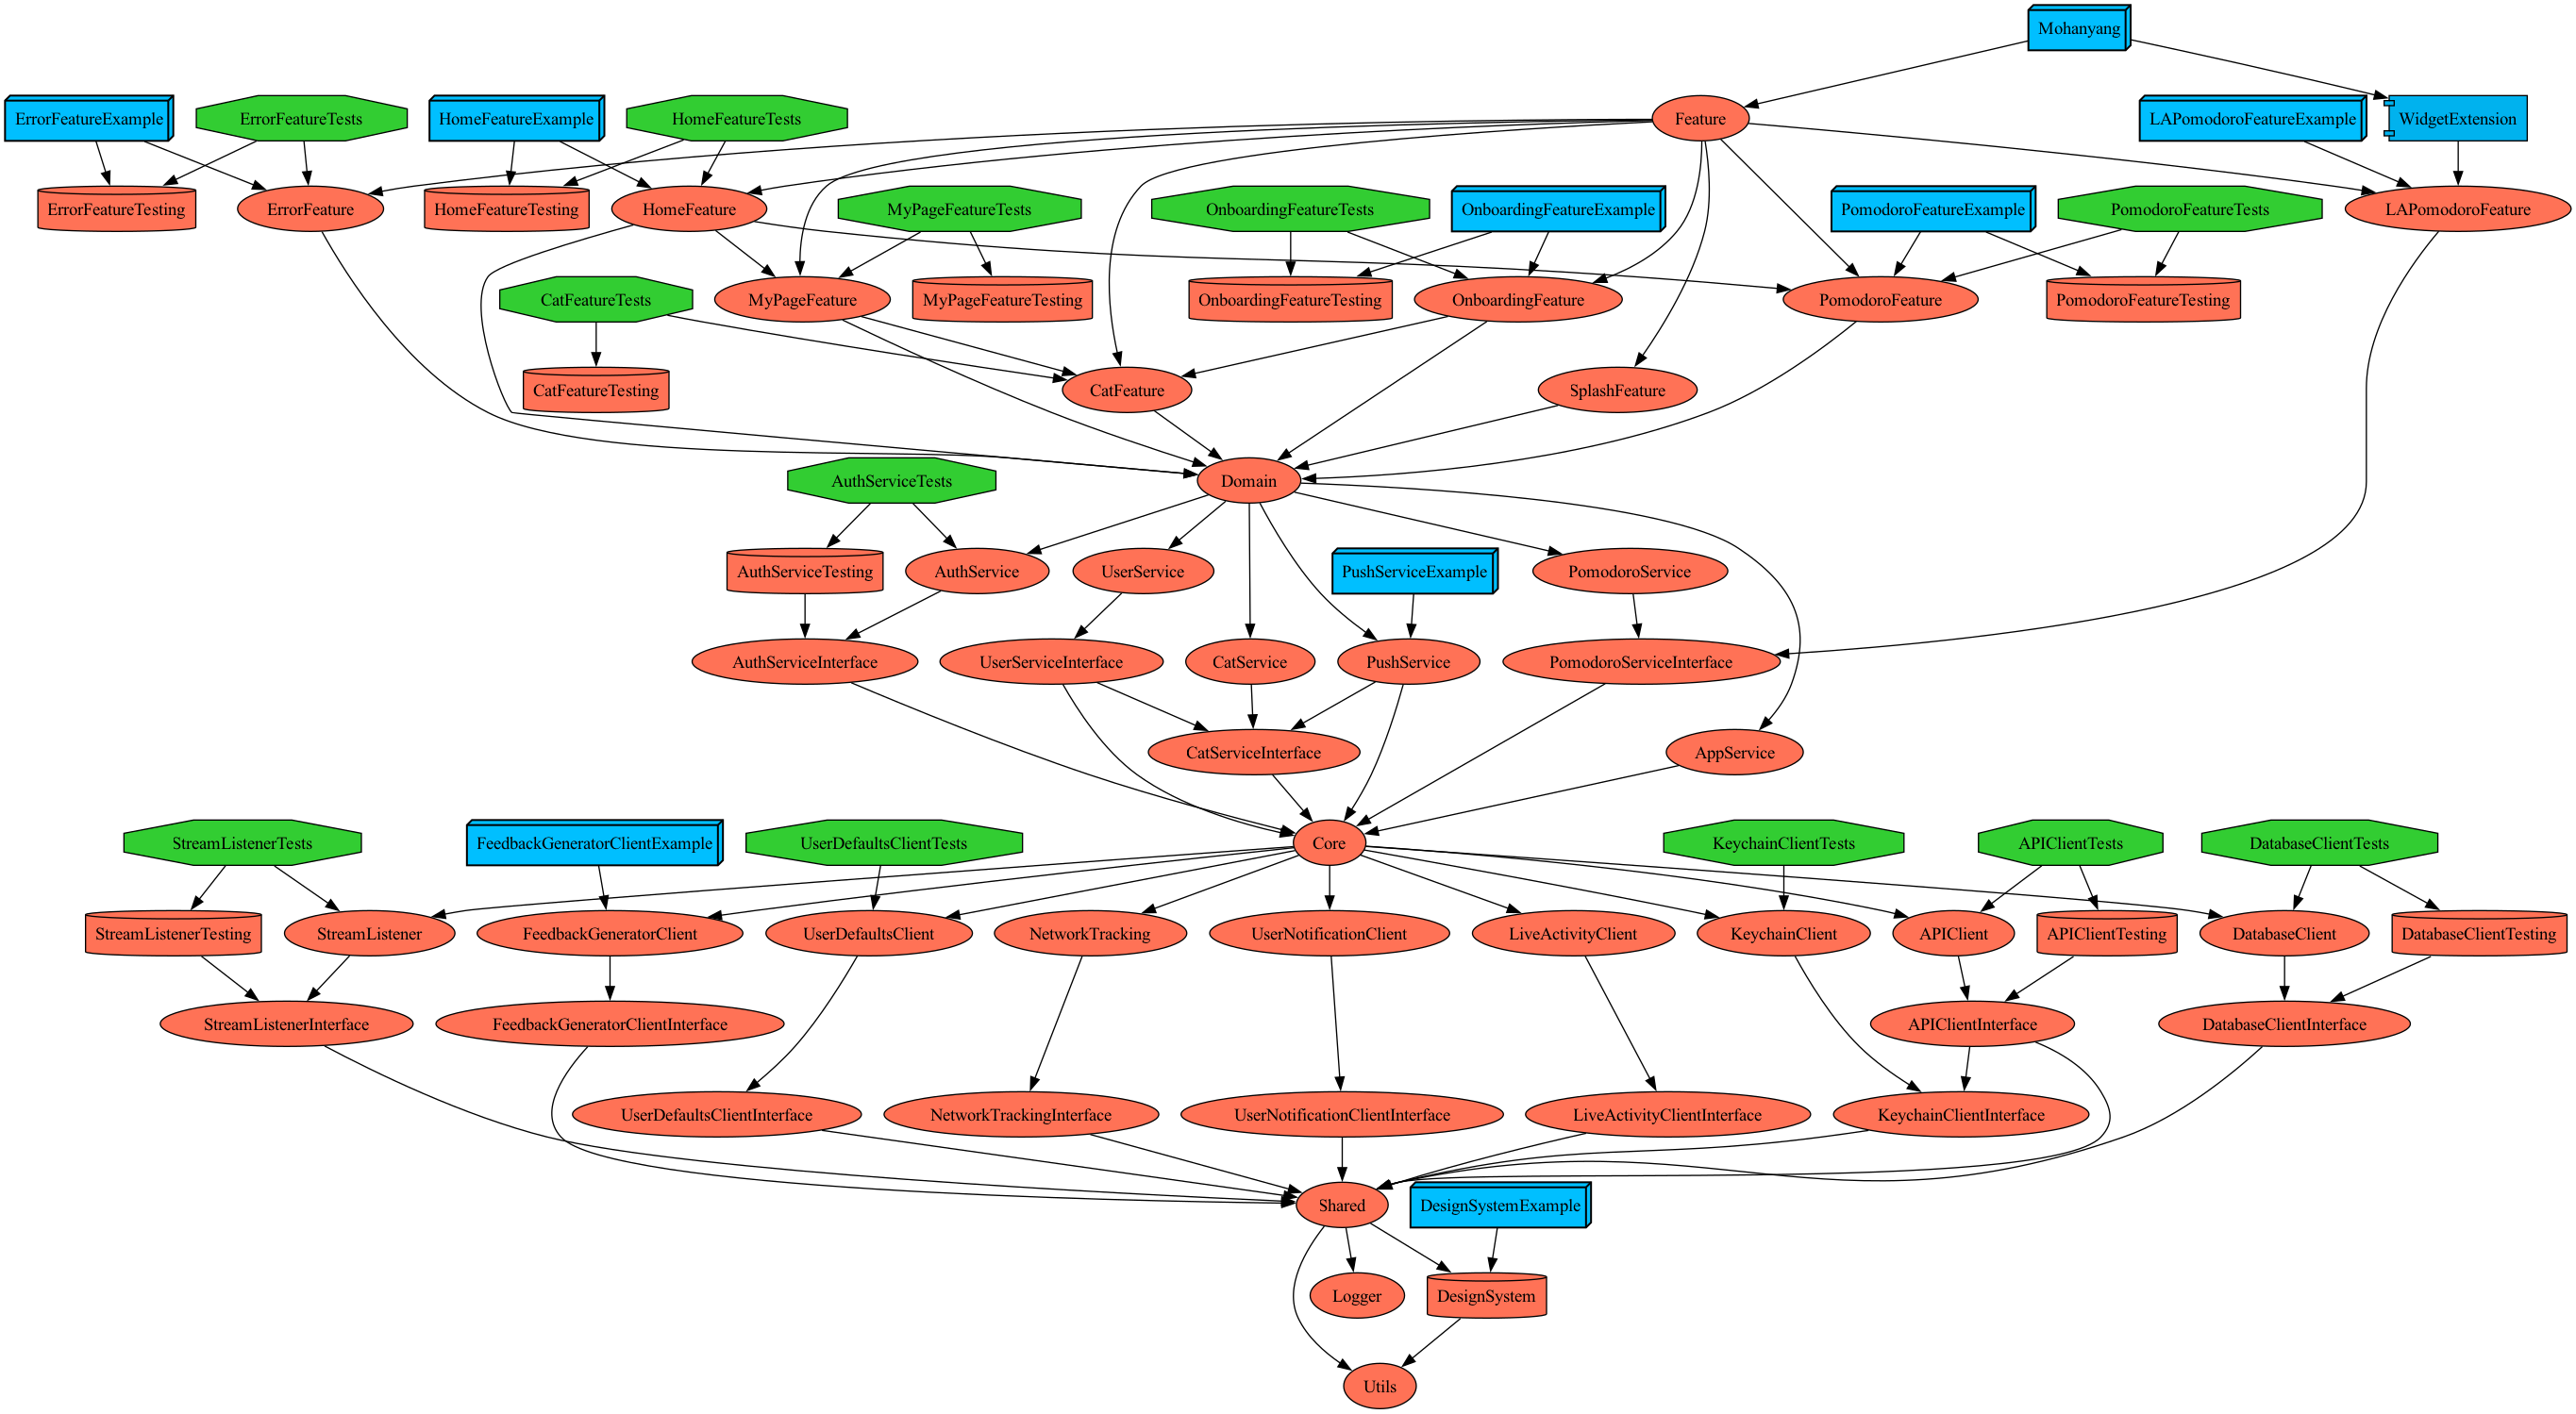 Mohanyang
ErrorFeatureExample
ErrorFeatureTests
HomeFeatureExample
HomeFeatureTests
Feature
LAPomodoroFeatureExample
WidgetExtension
ErrorFeatureTesting
ErrorFeature
HomeFeatureTesting
HomeFeature
MyPageFeatureTests
OnboardingFeatureTests
OnboardingFeatureExample
PomodoroFeatureExample
PomodoroFeatureTests
LAPomodoroFeature
CatFeatureTests
MyPageFeature
MyPageFeatureTesting
OnboardingFeatureTesting
OnboardingFeature
PomodoroFeature
PomodoroFeatureTesting
CatFeatureTesting
CatFeature
SplashFeature
AuthServiceTests
Domain
AuthServiceTesting
AuthService
UserService
PushServiceExample
PomodoroService
AuthServiceInterface
UserServiceInterface
CatService
PushService
PomodoroServiceInterface
CatServiceInterface
AppService
StreamListenerTests
FeedbackGeneratorClientExample
UserDefaultsClientTests
Core
KeychainClientTests
APIClientTests
DatabaseClientTests
StreamListenerTesting
StreamListener
FeedbackGeneratorClient
UserDefaultsClient
NetworkTracking
UserNotificationClient
LiveActivityClient
KeychainClient
APIClient
APIClientTesting
DatabaseClient
DatabaseClientTesting
StreamListenerInterface
FeedbackGeneratorClientInterface
APIClientInterface
DatabaseClientInterface
UserDefaultsClientInterface
NetworkTrackingInterface
UserNotificationClientInterface
LiveActivityClientInterface
KeychainClientInterface
Shared
DesignSystemExample
Logger
DesignSystem
Utils